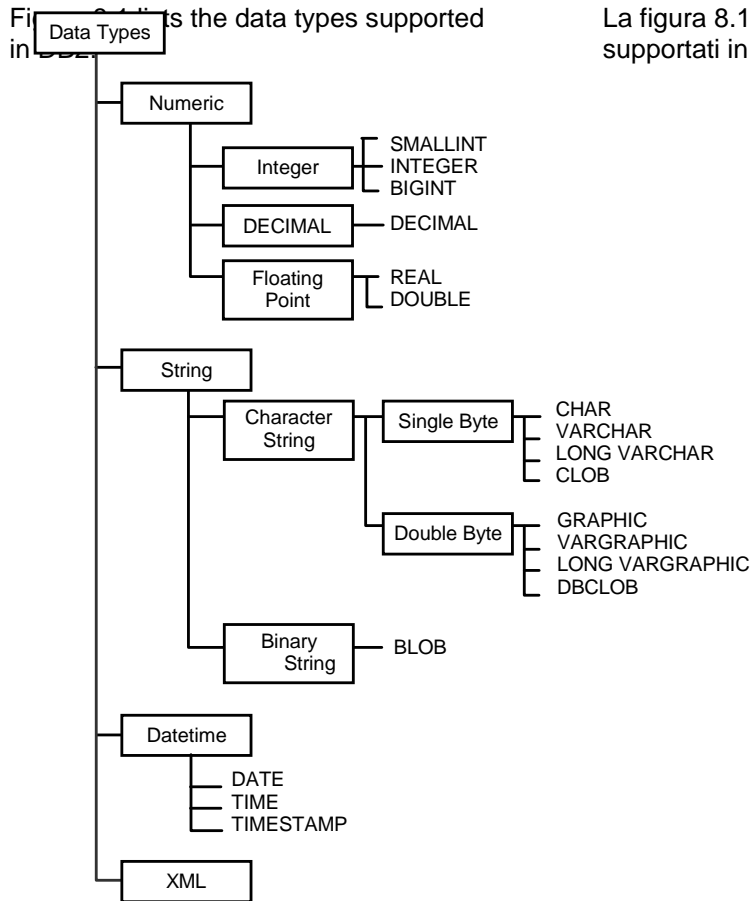 Data Types
the data types supported
in
La figura 8.1
supportati in
Numeric
Integer
SMALLINT
INTEGER
BIGINT
DECIMAL
DECIMAL
Floating
Point
REAL
DOUBLE
String
Character
String
Single Byte
CHAR
VARCHAR
LONG VARCHAR
CLOB
Double Byte
GRAPHIC
VARGRAPHIC
LONG VARGRAPHIC
DBCLOB
Binary
String
BLOB
Datetime
DATE
TIME
TIMESTAMP
XML